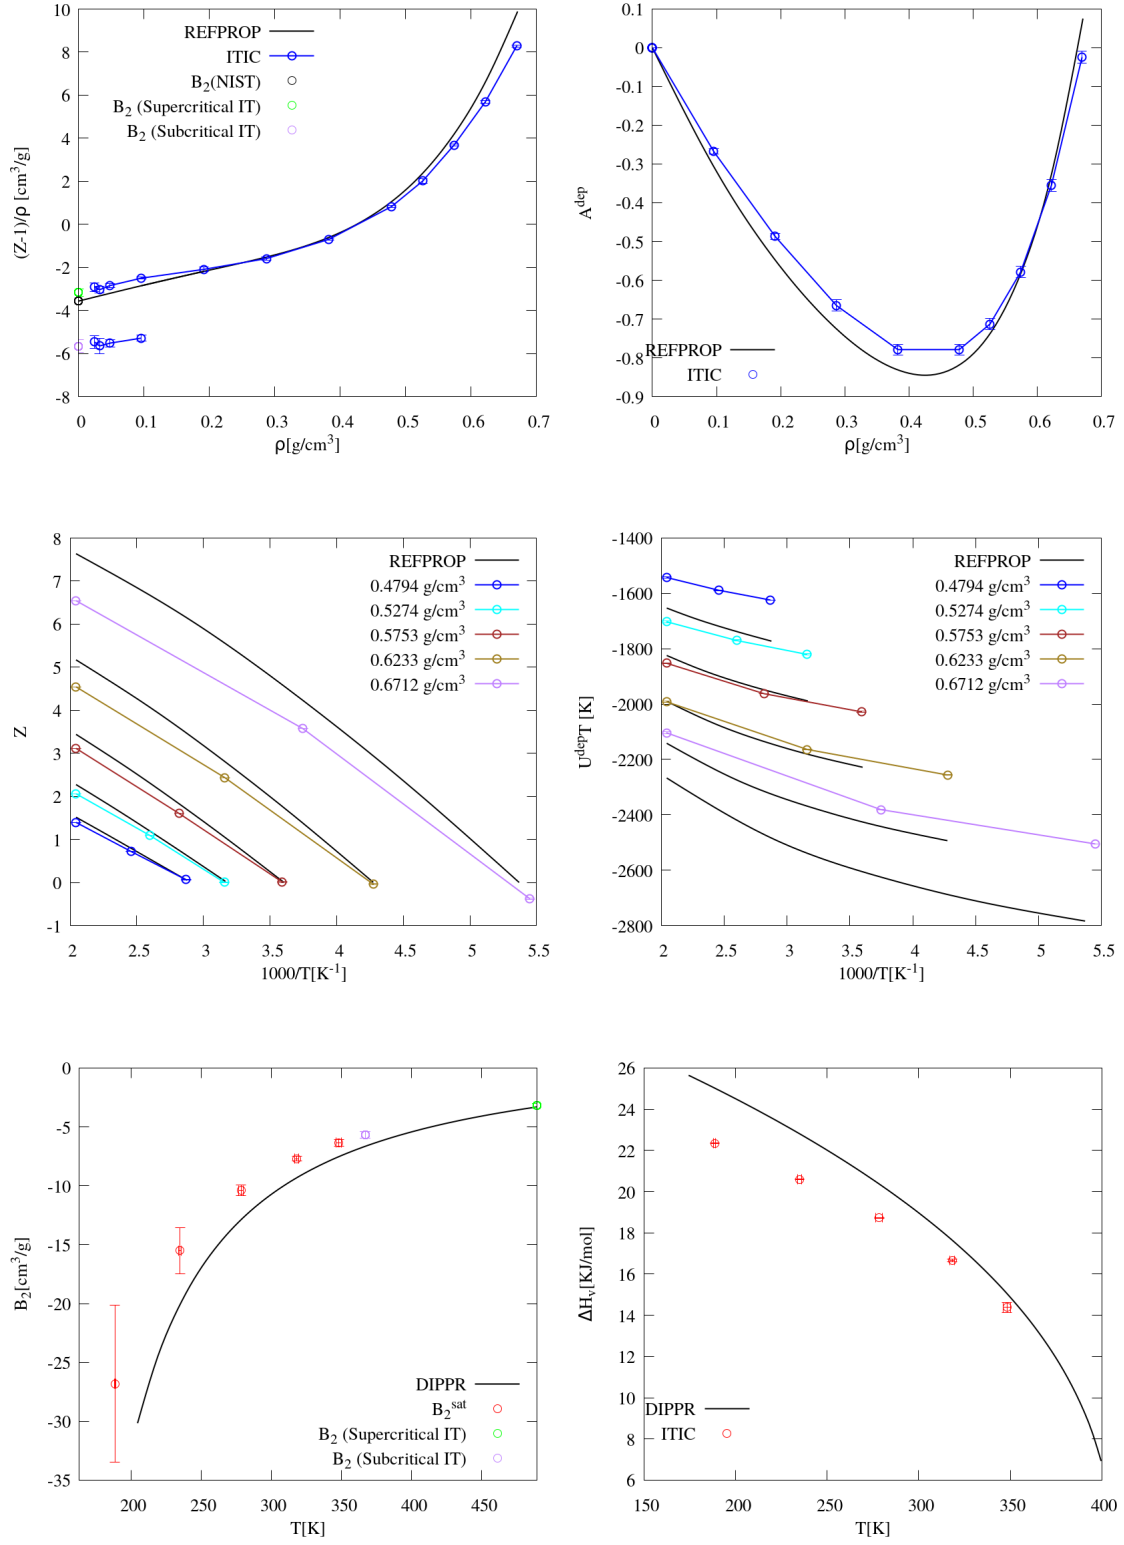 10
8
6
4
2
0
-2
-4
-6
-8
(Z-1)/ρ [cm³/g]
REFPROP
ITIC
B₂(NIST)
B₂ (Supercritical IT)
B₂ (Subcritical IT)
0 0.1 0.2 0.3 0.4 0.5 0.6 0.7
ρ[g/cm³]
0.1
0
-0.1
-0.2
-0.3
-0.4
-0.5
-0.6
-0.7
-0.8
-0.9
A^dep
REFPROP
ITIC
0 0.1 0.2 0.3 0.4 0.5 0.6 0.7
ρ[g/cm³]
8
7
6
5
4
3
2
1
0
-1
Z
REFPROP
0.4794 g/cm³
0.5274 g/cm³
0.5753 g/cm³
0.6233 g/cm³
0.6712 g/cm³
2 2.5 3 3.5 4 4.5 5 5.5
1000/T[K⁻¹]
-1400
-1600
-1800
-2000
-2200
-2400
-2600
-2800
U^depT [K]
REFPROP
0.4794 g/cm³
0.5274 g/cm³
0.5753 g/cm³
0.6233 g/cm³
0.6712 g/cm³
2 2.5 3 3.5 4 4.5 5 5.5
1000/T[K⁻¹]
0
-5
-10
-15
-20
-25
-30
-35
B₂[cm³/g]
DIPPR
B₂^sat
B₂ (Supercritical IT)
B₂ (Subcritical IT)
200 250 300 350 400 450
T[K]
26
24
22
20
18
16
14
12
10
8
6
ΔHᵥ[KJ/mol]
DIPPR
ITIC
150 200 250 300 350 400
T[K]